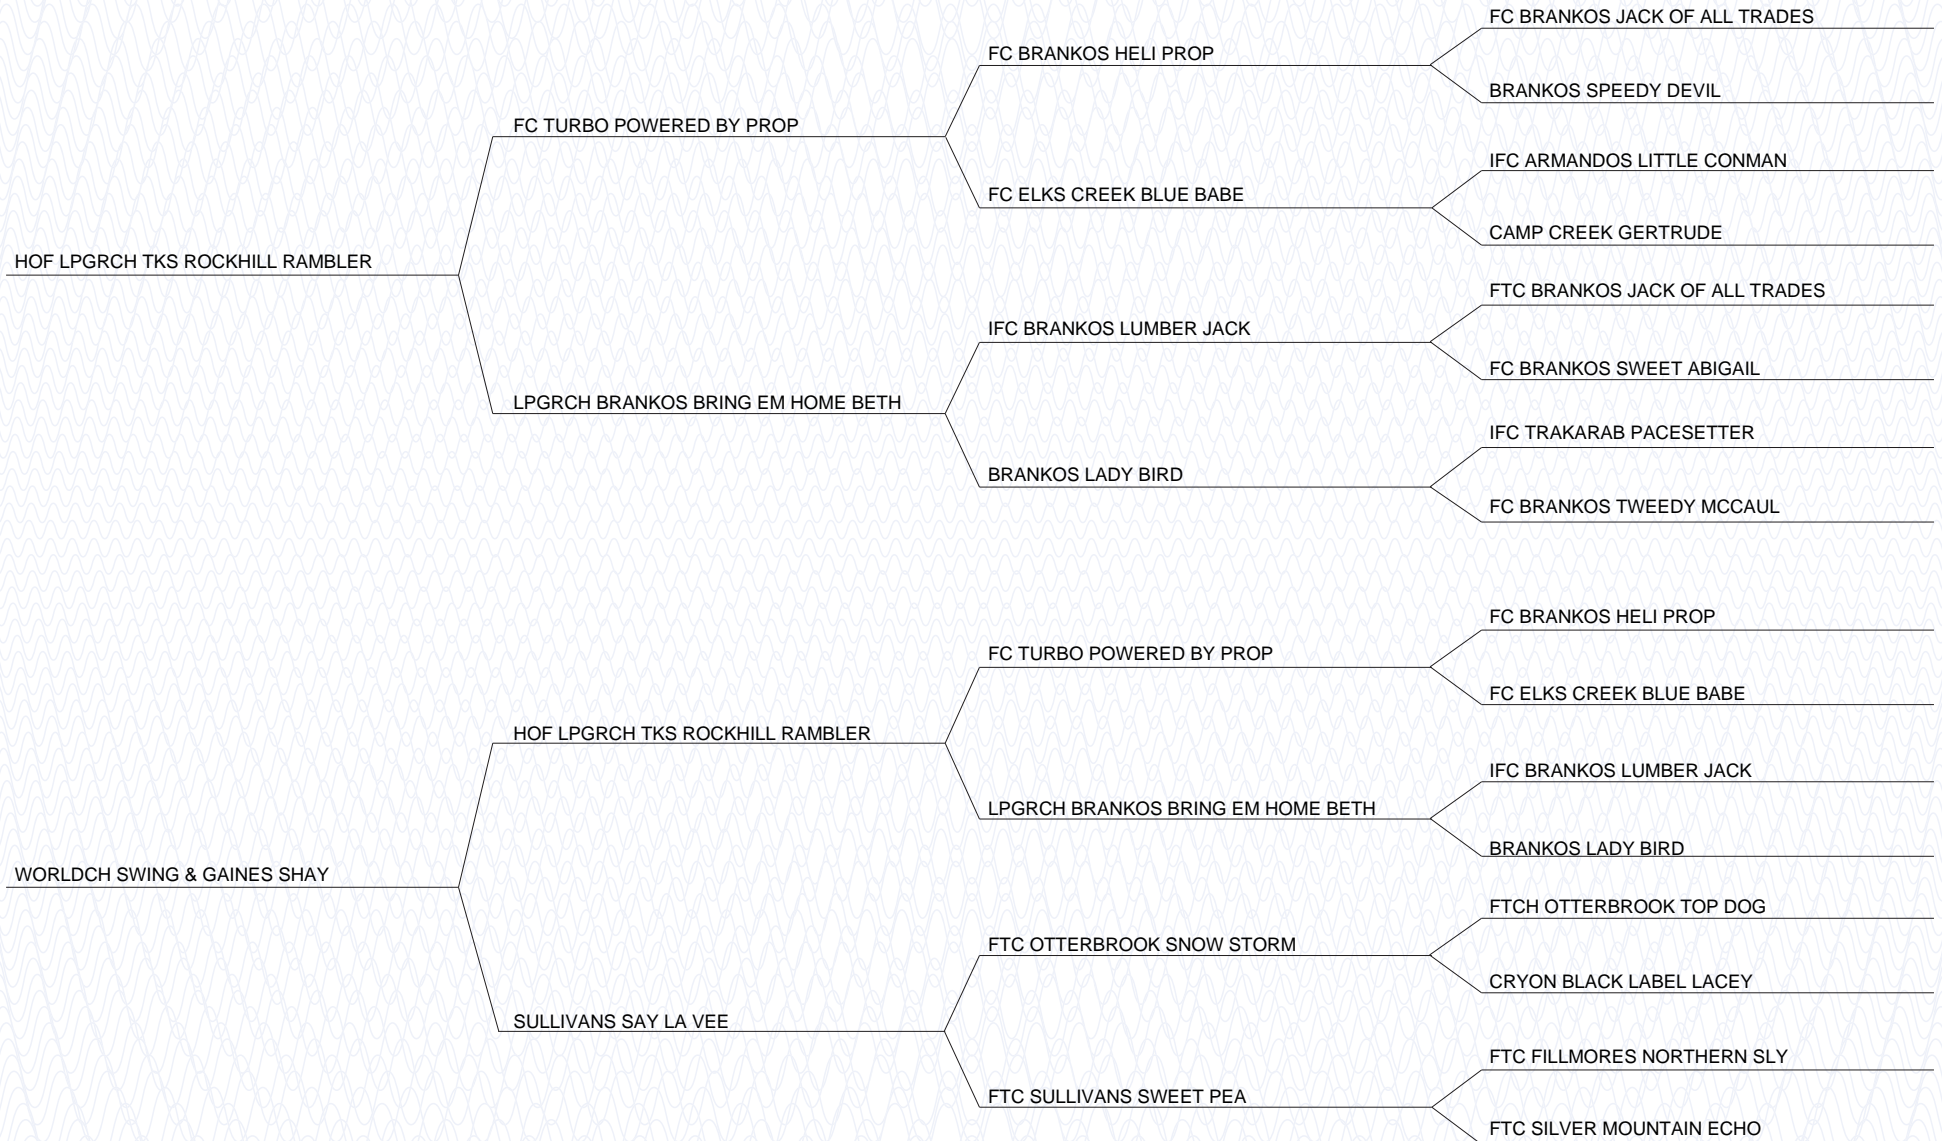 FC BRANKOS JACK OF ALL TRADES
FC BRANKOS HELI PROP
BRANKOS SPEEDY DEVIL
FC TURBO POWERED BY PROP
IFC ARMANDOS LITTLE CONMAN
FC ELKS CREEK BLUE BABE
CAMP CREEK GERTRUDE
HOF LPGRCH TKS ROCKHILL RAMBLER
FTC BRANKOS JACK OF ALL TRADES
IFC BRANKOS LUMBER JACK
FC BRANKOS SWEET ABIGAIL
LPGRCH BRANKOS BRING EM HOME BETH
IFC TRAKARAB PACESETTER
BRANKOS LADY BIRD
FC BRANKOS TWEEDY MCCAUL
FC BRANKOS HELI PROP
FC TURBO POWERED BY PROP
FC ELKS CREEK BLUE BABE
HOF LPGRCH TKS ROCKHILL RAMBLER
IFC BRANKOS LUMBER JACK
LPGRCH BRANKOS BRING EM HOME BETH
BRANKOS LADY BIRD
WORLDCH SWING & GAINES SHAY
FTCH OTTERBROOK TOP DOG
FTC OTTERBROOK SNOW STORM
CRYON BLACK LABEL LACEY
SULLIVANS SAY LA VEE
FTC FILLMORES NORTHERN SLY
FTC SULLIVANS SWEET PEA
FTC SILVER MOUNTAIN ECHO